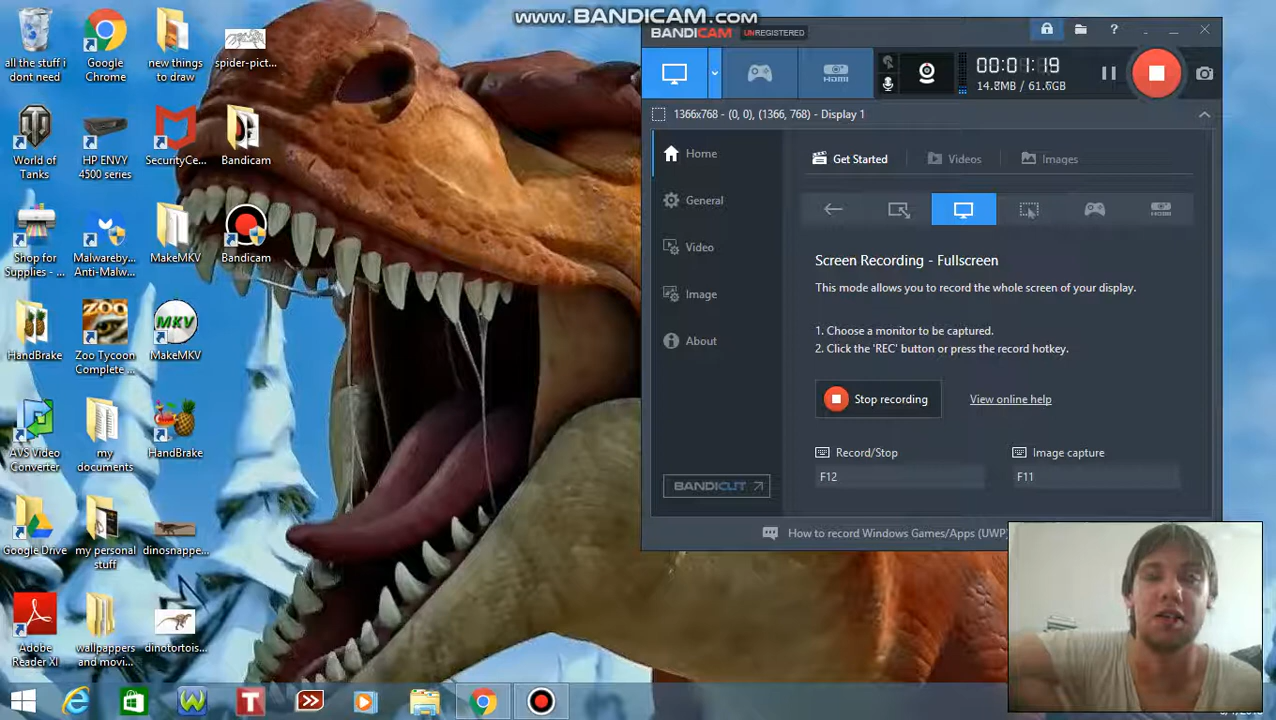 www.BANDICAM.com
BANDICAM UNREGISTERED
?
HDMI
00:01:19
14.8MB / 61.6GB
1366x768 - (0, 0), (1366, 768) - Display 1
Home
General
Video
Image
About
BANDICUT
Get Started
Videos
Images
HDMI
Screen Recording - Fullscreen
This mode allows you to record the whole screen of your display.
1. Choose a monitor to be captured.
2. Click the 'REC' button or press the record hotkey.
Stop recording
View online help
Record/Stop
Image capture
F12
F11
How to record Windows Games/Apps (UWP)
all the stuff i
dont need
Google
Chrome
new things
to draw
spider-pict...
World of
Tanks
HP ENVY
4500 series
SecurityCe...
Bandicam
Shop for
Supplies - ...
Malwareby...
Anti-Malw...
MakeMKV
Bandicam
HandBrake
ZOO
Zoo Tycoon
Complete ...
MKV
MakeMKV
AVS Video
Converter
my
documents
HandBrake
Google Drive
my personal
stuff
dinosnappe...
Adobe
Reader XI
wallpappers
and movi...
dinotortois...